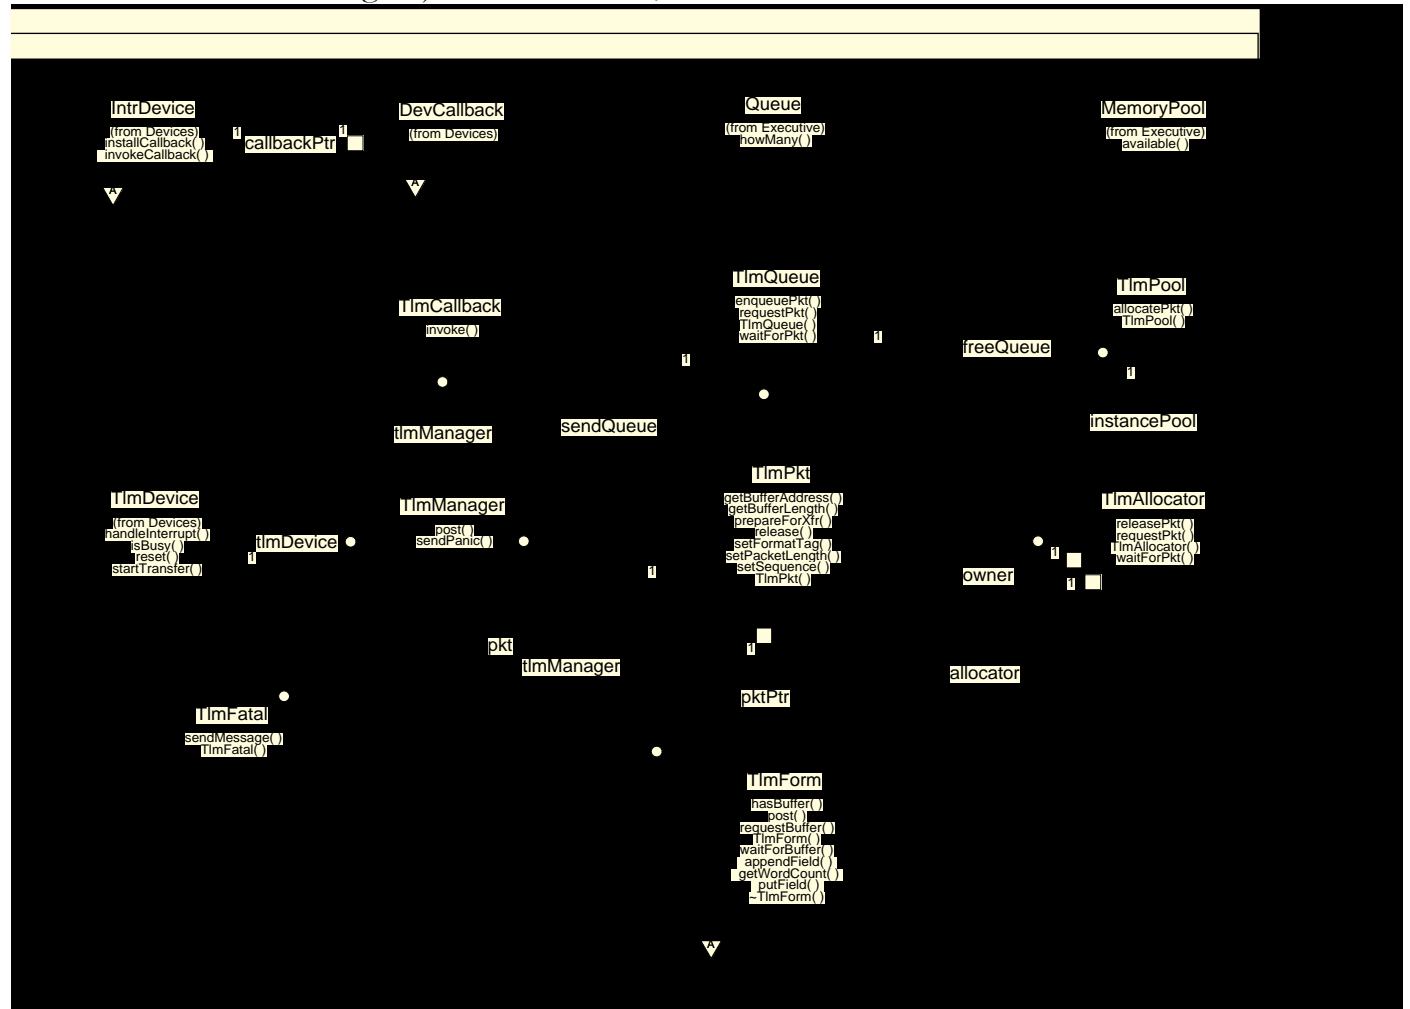 IntrDevice
(from Devices)
installCallback( )
invokeCallback( )
1
callbackPtr
1
A
DevCallback
(from Devices)
A
Queue
(from Executive)
howMany( )
MemoryPool
(from Executive)
available( )
TlmCallback
invoke( )
tlmManager
TlmQueue
enqueuePkt( )
requestPkt( )
TlmQueue( )
waitForPkt( )
1
1
sendQueue
freeQueue
TlmPool
allocatePkt( )
TlmPool( )
1
instancePool
TlmDevice
(from Devices)
handleInterrupt( )
isBusy( )
reset( )
startTransfer( )
tlmDevice
1
TlmManager
post( )
sendPanic( )
1
TlmPkt
getBufferAddress( )
getBufferLength( )
prepareForXfr( )
release( )
setFormatTag( )
setPacketLength( )
setSequence( )
TlmPkt( )
TlmAllocator
releasePkt( )
requestPkt( )
TlmAllocator( )
waitForPkt( )
1
1
owner
pkt
tlmManager
1
pktPtr
allocator
TlmFatal
sendMessage( )
TlmFatal( )
TlmForm
hasBuffer( )
post( )
requestBuffer( )
TlmForm( )
waitForBuffer( )
appendField( )
getWordCount( )
putField( )
~TlmForm( )
A